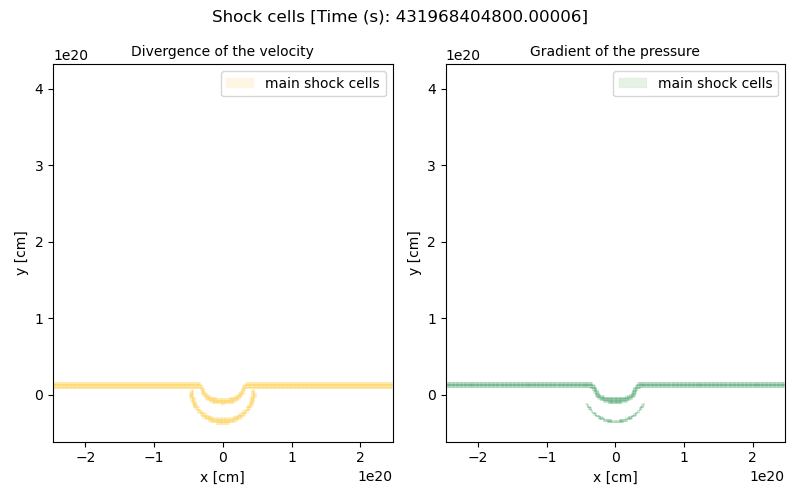 Shock cells [Time (s): 431968404800.00006]
Divergence of the velocity
1e20
main shock cells
4
3
2
1
0
y [cm]
−2
−1
0
1
2
x [cm]
1e20
Gradient of the pressure
1e20
main shock cells
4
3
2
1
0
y [cm]
−2
−1
0
1
2
x [cm]
1e20